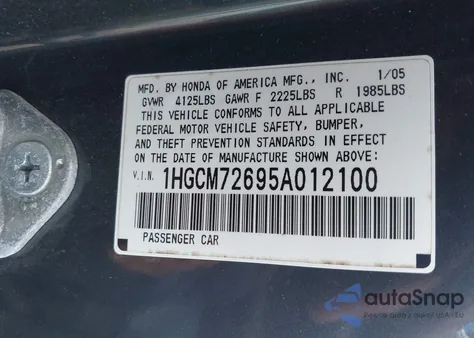 MFD. BY HONDA OF AMERICA MFG., INC. 1/05
GVWR 4125LBS GAWR F 2225LBS R 1985LBS
THIS VEHICLE CONFORMS TO ALL APPLICABLE
FEDERAL MOTOR VEHICLE SAFETY, BUMPER,
AND THEFT PREVENTION STANDARDS IN EFFECT
ON THE DATE OF MANUFACTURE SHOWN ABOVE:
V.I.N. 1HGCM72695A012100
PASSENGER CAR
autaSnap